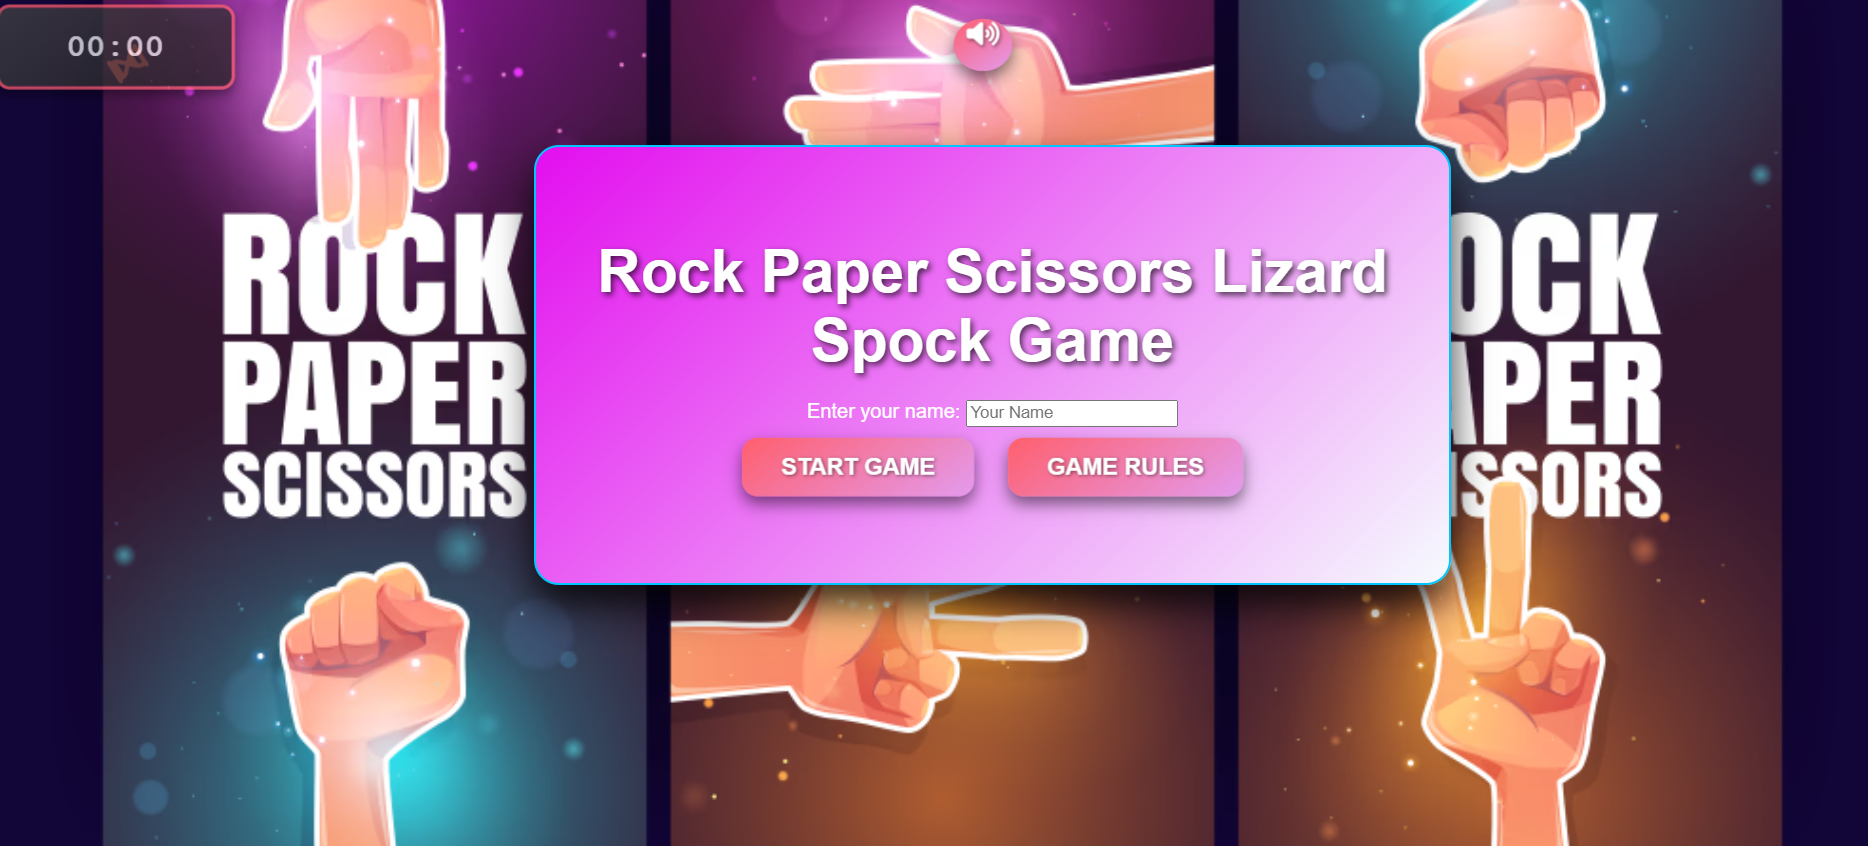 00:00
ROCK
PAPER
SCISSORS
Rock Paper Scissors Lizard
Spock Game
Enter your name: Your Name
START GAME
GAME RULES
OCK
APER
SSORS